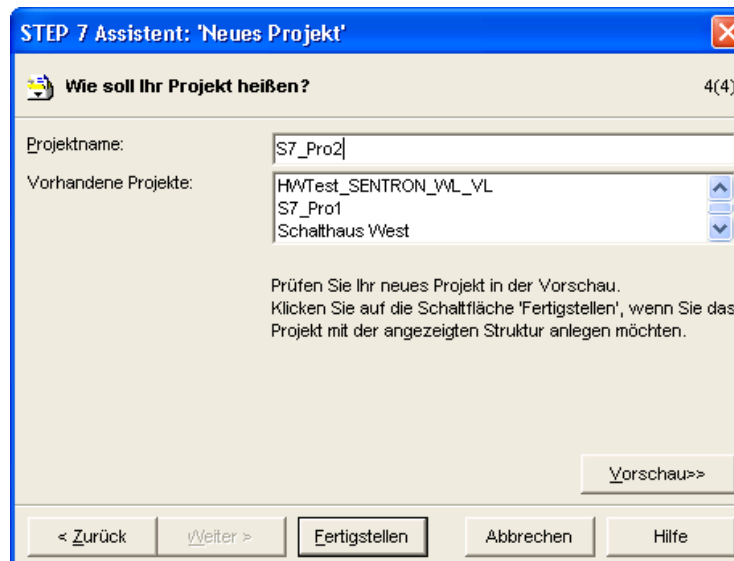 STEP 7 Assistent: 'Neues Projekt'
Wie soll Ihr Projekt heißen? 4(4)
Projektname: S7_Pro2
Vorhandene Projekte: HWTest_SENTRON_WL_VL
S7_Pro1
Schalthaus West
Prüfen Sie Ihr neues Projekt in der Vorschau.
Klicken Sie auf die Schaltfläche 'Fertigstellen', wenn Sie das
Projekt mit der angezeigten Struktur anlegen möchten.
Vorschau>>
< Zurück Weiter > Fertigstellen Abbrechen Hilfe